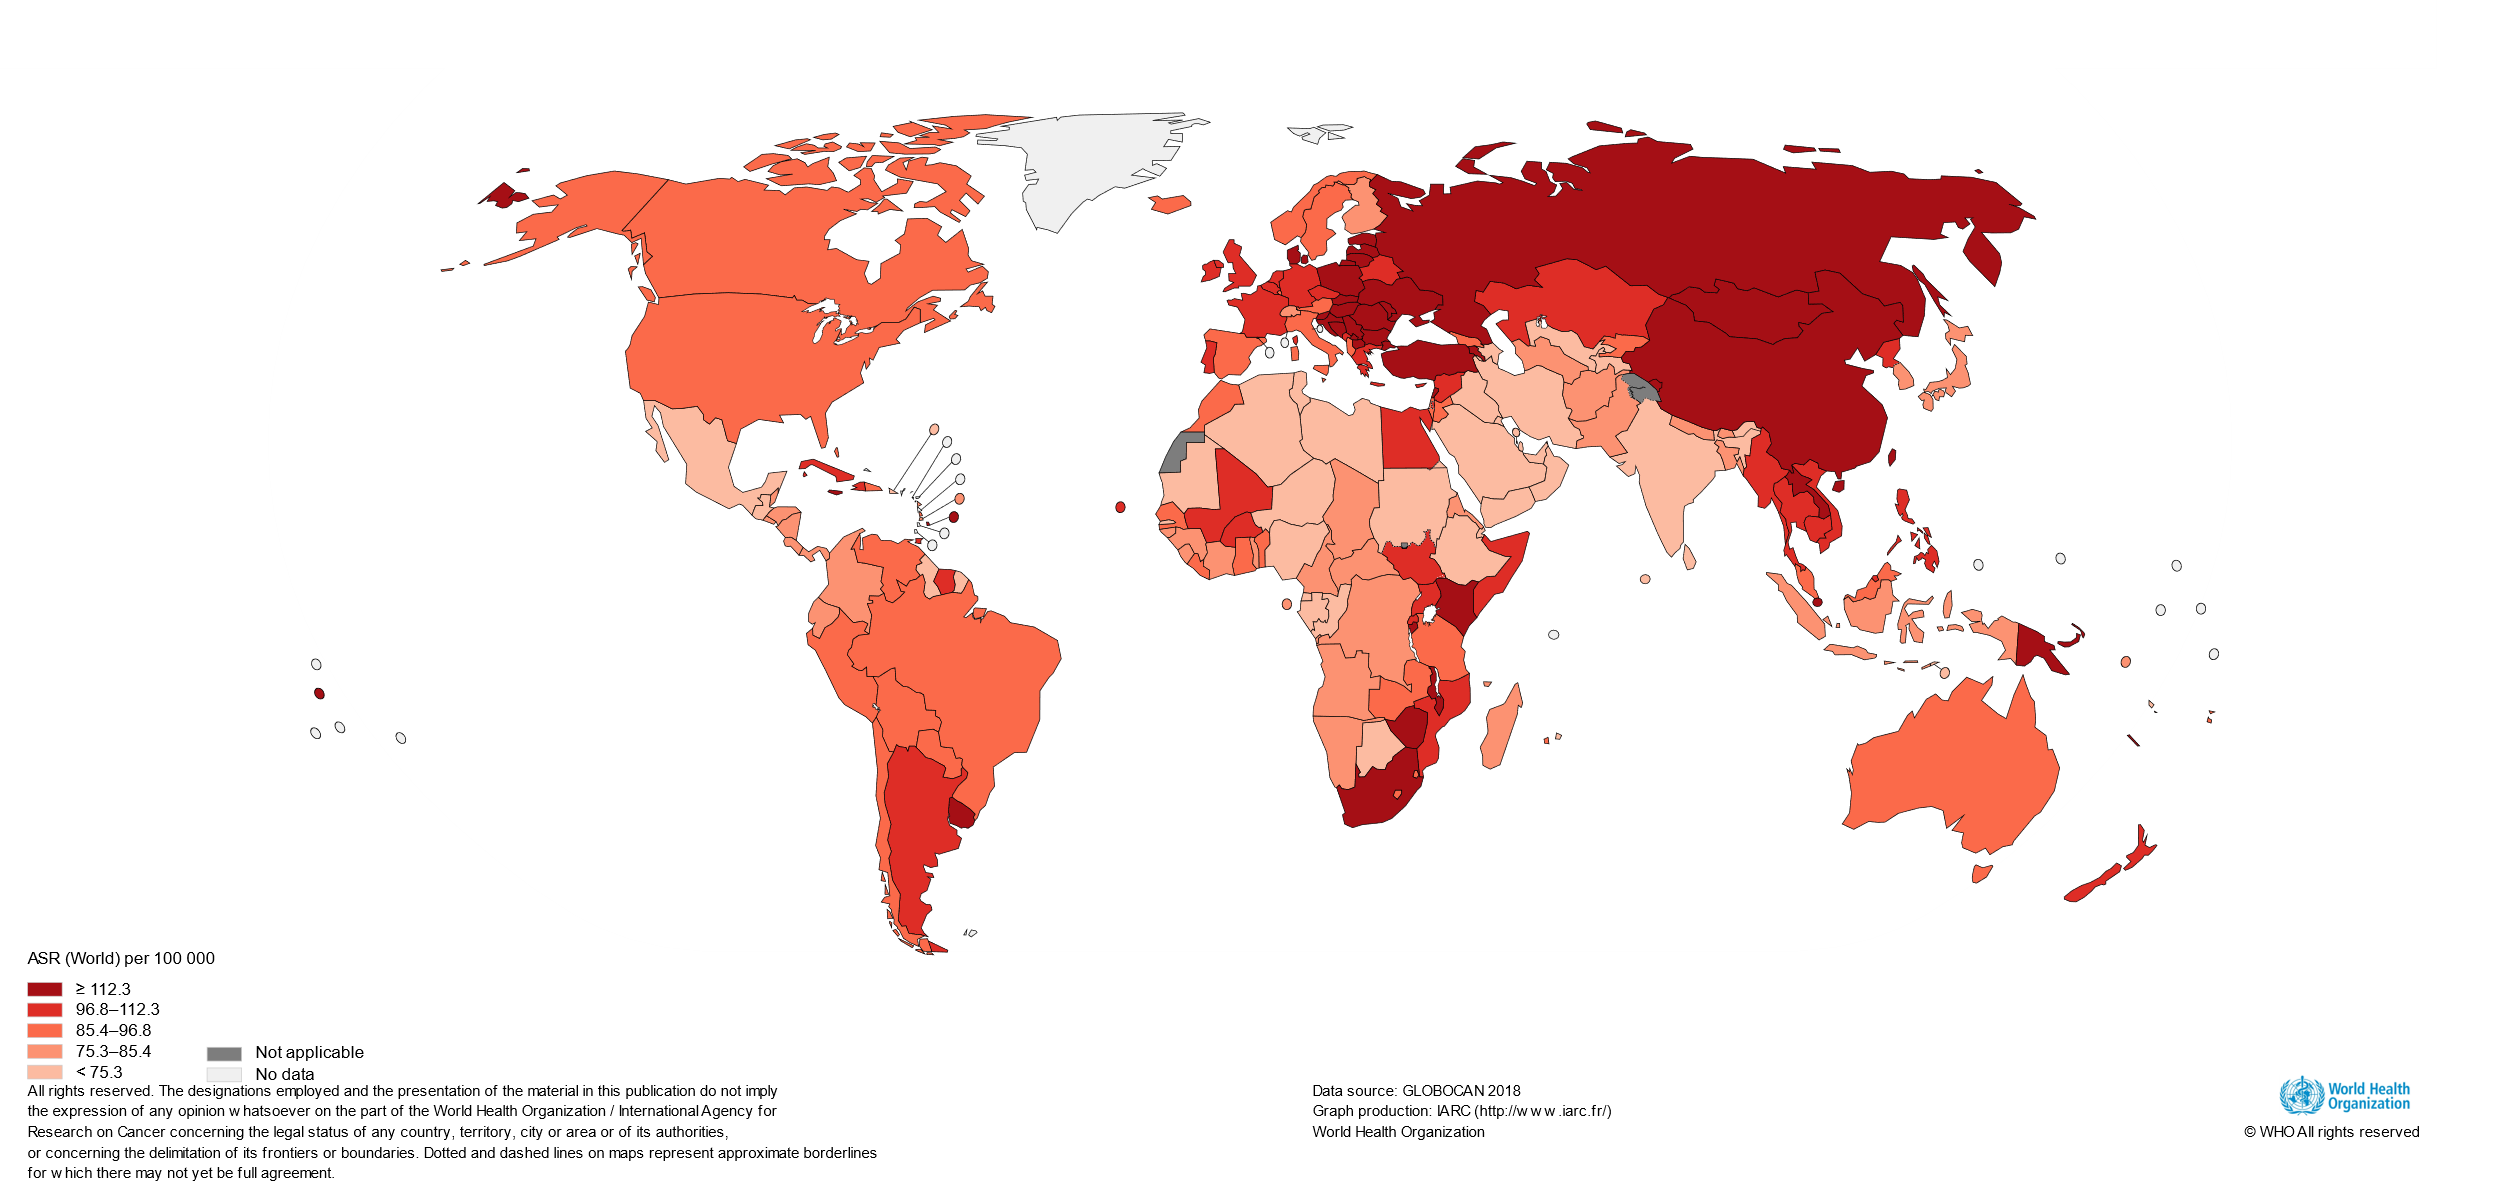 ASR (World) per 100 000
≥ 112.3
96.8–112.3
85.4–96.8
75.3–85.4
< 75.3
Not applicable
No data
All rights reserved. The designations employed and the presentation of the material in this publication do not imply
the expression of any opinion w hatsoever on the part of the World Health Organization / International Agency for
Research on Cancer concerning the legal status of any country, territory, city or area or of its authorities,
or concerning the delimitation of its frontiers or boundaries. Dotted and dashed lines on maps represent approximate borderlines
for w hich there may not yet be full agreement.
Data source: GLOBOCAN 2018
Graph production: IARC (http://w w w .iarc.fr/)
World Health Organization
World Health
Organization
© WHO All rights reserved